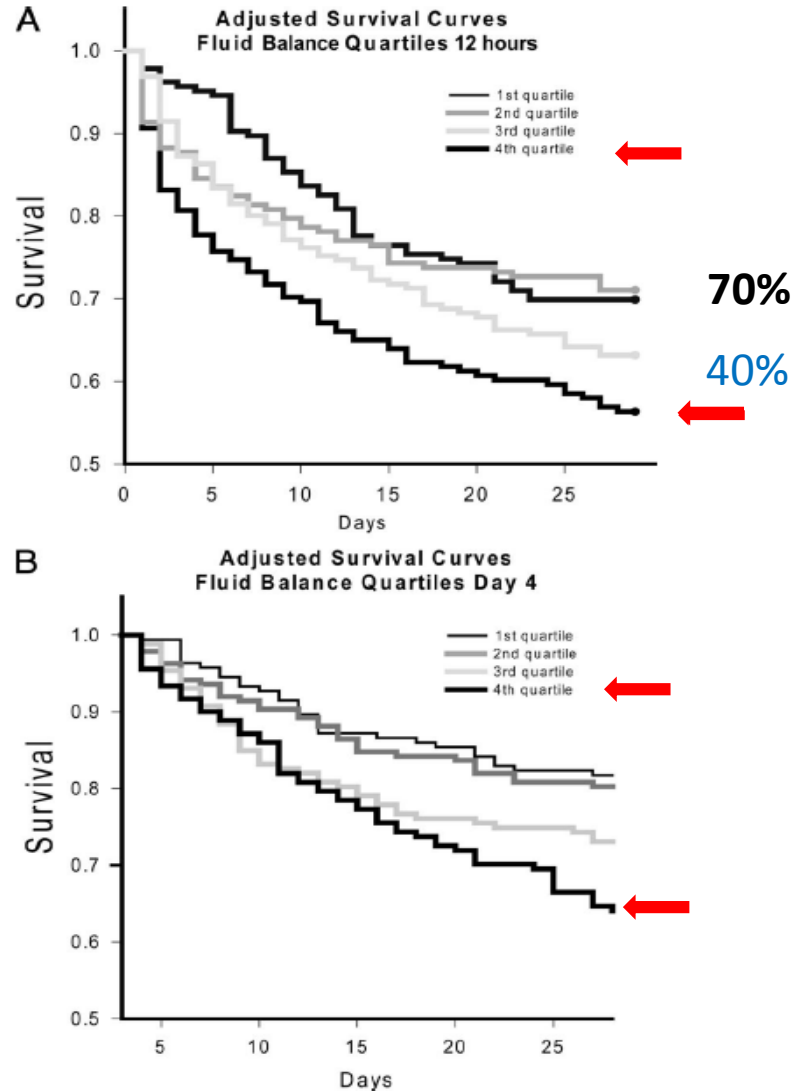 A
Adjusted Survival Curves
Fluid Balance Quartiles 12 hours
1st quartile
2nd quartile
3rd quartile
4th quartile
1.0
0.9
0.8
0.7
0.6
0.5
Survival
0
5
10
15
20
25
Days
70%
40%
B
Adjusted Survival Curves
Fluid Balance Quartiles Day 4
1st quartile
2nd quartile
3rd quartile
4th quartile
1.0
0.9
0.8
0.7
0.6
0.5
Survival
5
10
15
20
25
Days